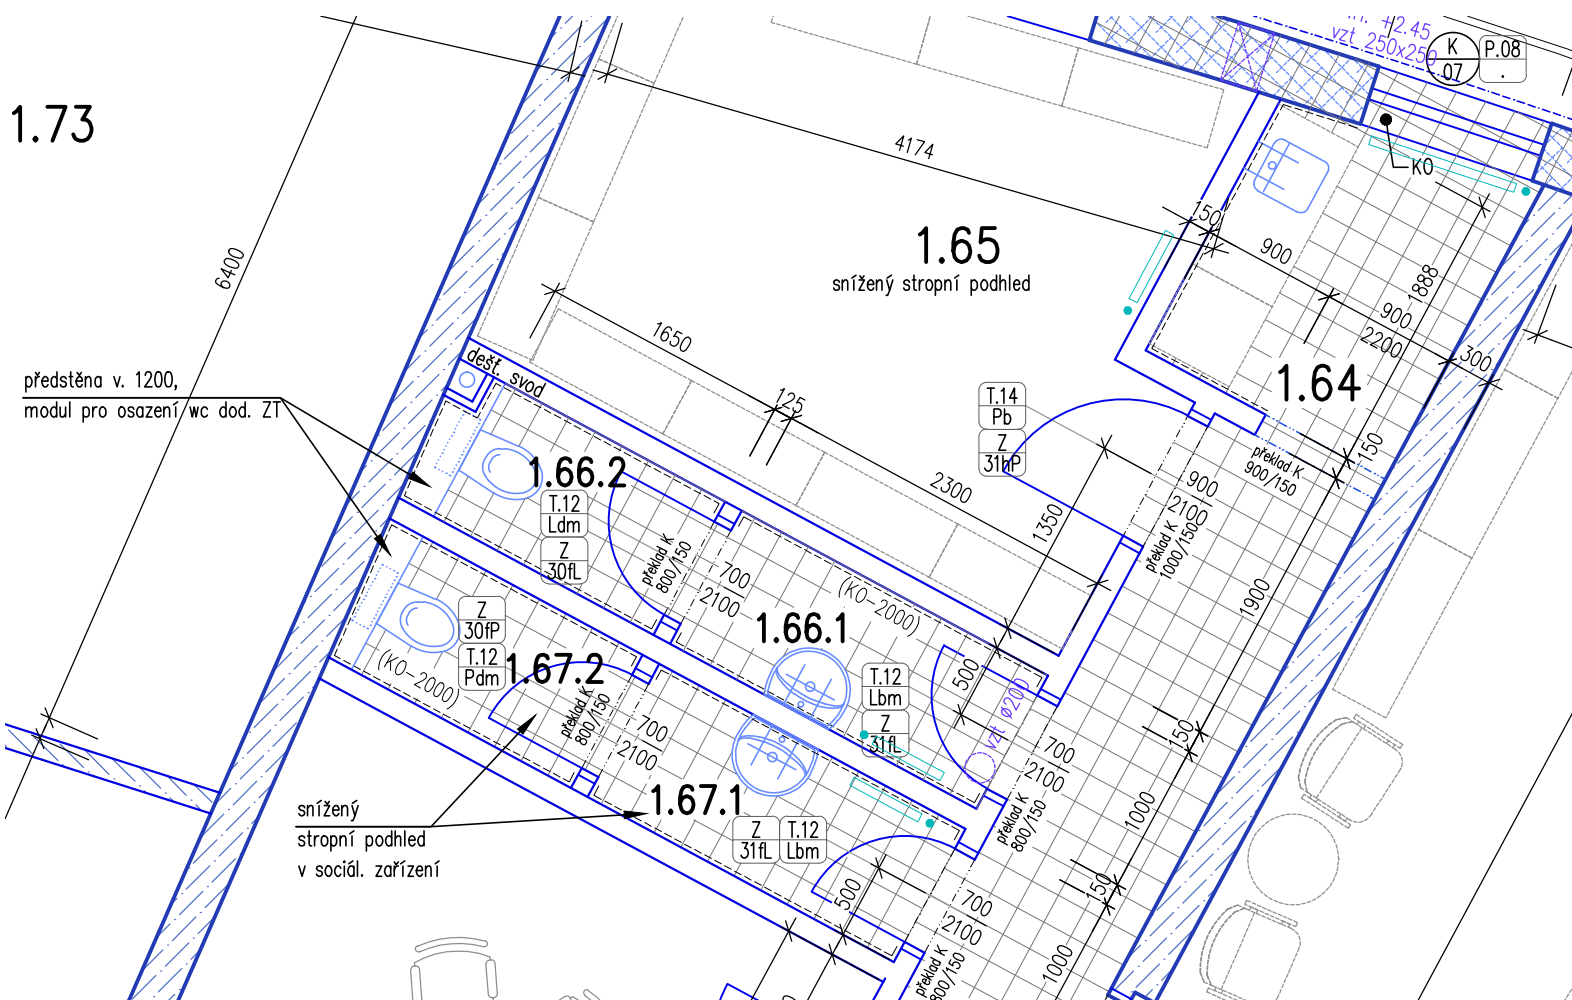 +2.45
vzt 250x250
K
07
P.08
.
1.73
4174
K0
150
900
1888
6400
1.65
snížený stropní podhled
900
2200
300
1650
dešť. svod
předstěna v. 1200,
modul pro osazení wc dod. ZT
125
T.14
Pb
Z
31hP
1.64
překlad K
900/150
150
2300
1350
900
2100
překlad K
1000/150
1.66.2
T.12
Ldm
Z
30fL
překlad K
800/150
700
2100
(K0-2000)
1900
1.66.1
Z
30fP
T.12
Pdm
1.67.2
(K0-2000)
překlad K
800/150
T.12
Lbm
Z
31fL
500
vzt ø200
700
2100
150
700
2100
1.67.1
Z
31fL
T.12
Lbm
překlad K
800/150
1000
snížený
stropní podhled
v sociál. zařízení
500
150
700
2100
překlad K
800/150
1000